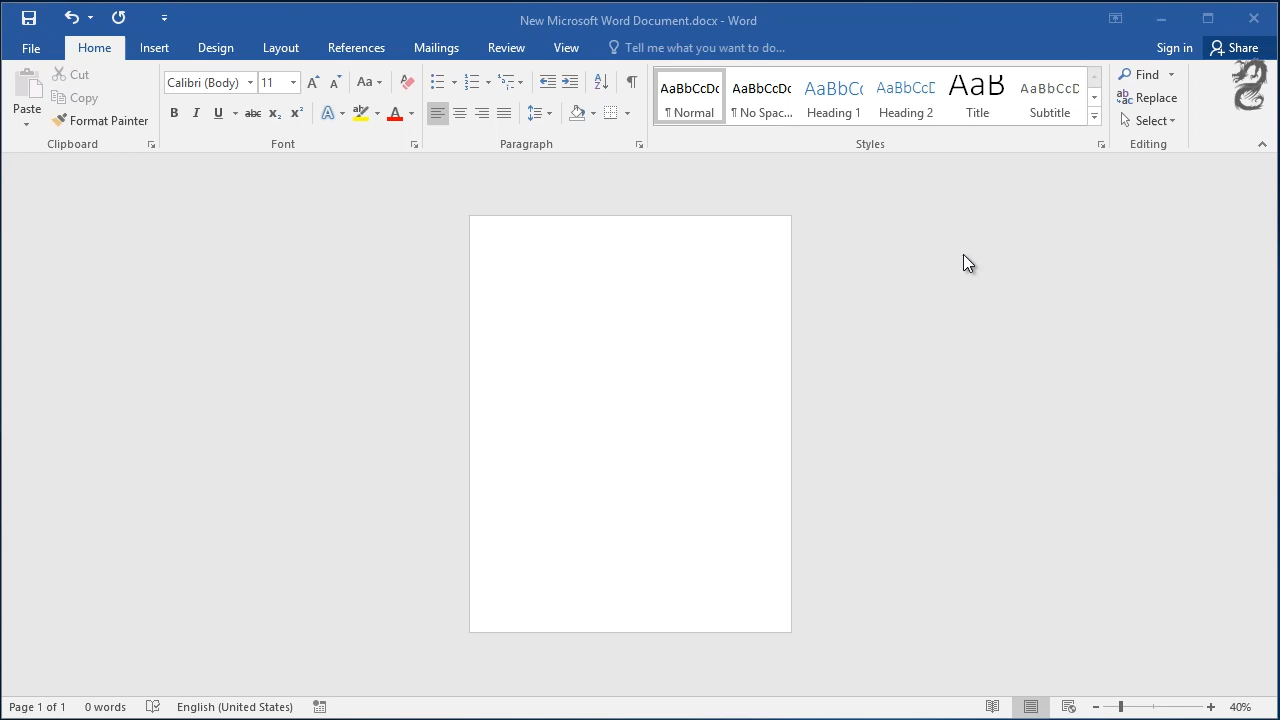 New Microsoft Word Document.docx - Word
File Home Insert Design Layout References Mailings Review View Tell me what you want to do... Sign in Share
Paste
Cut
Copy
Format Painter
Clipboard
Calibri (Body) 11 Aa
B I U abc x₂ x² A ab A
Font
Paragraph
AaBbCcDc ¶ Normal
AaBbCcDc ¶ No Spac...
AaBbC( Heading 1
AaBbCcD Heading 2
AaB Title
AaBbCcD Subtitle
Styles
Find
Replace
Select
Editing
Page 1 of 1 0 words English (United States) 40%